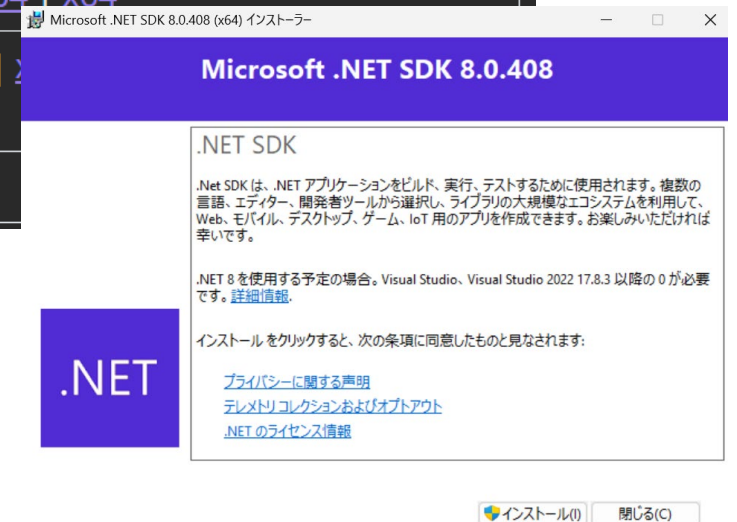 x64
Microsoft .NET SDK 8.0.408 (x64) インストーラー
Microsoft .NET SDK 8.0.408
.NET SDK
.Net SDK は、.NET アプリケーションをビルド、実行、テストするために使用されます。複数の
言語、エディター、開発者ツールから選択し、ライブラリの大規模なエコシステムを利用して、
Web、モバイル、デスクトップ、ゲーム、IoT 用のアプリを作成できます。お楽しみいただければ
幸いです。
.NET 8 を使用する予定の場合。Visual Studio、Visual Studio 2022 17.8.3 以降の 0 が必要
です。詳細情報.
インストール をクリックすると、次の条項に同意したものと見なされます:
.NET
プライバシーに関する声明
テレメトリ コレクションおよびオプトアウト
.NET のライセンス情報
インストール(I)
閉じる(C)